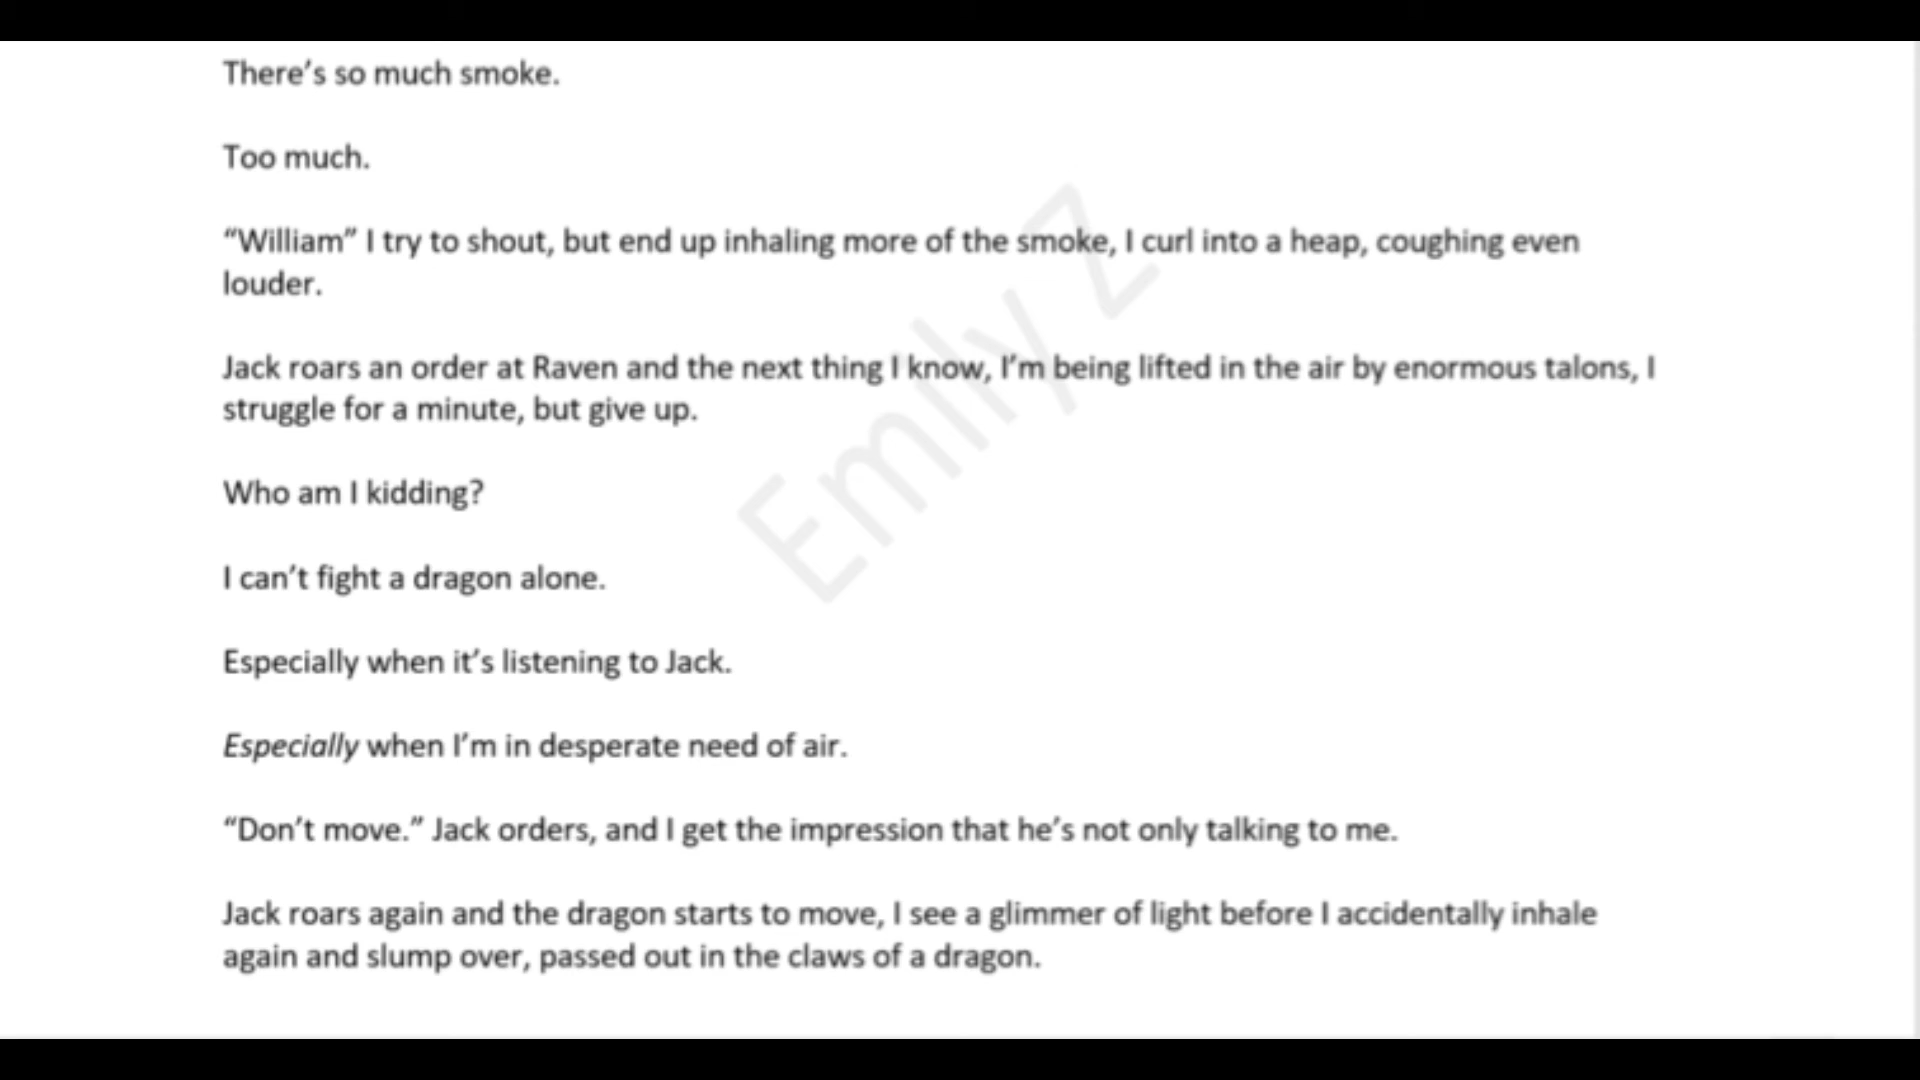 There’s so much smoke.
Too much.
“William” I try to shout, but end up inhaling more of the smoke, I curl into a heap, coughing even
louder.
Jack roars an order at Raven and the next thing I know, I’m being lifted in the air by enormous talons, I
struggle for a minute, but give up.
Who am I kidding?
I can’t fight a dragon alone.
Especially when it’s listening to Jack.
Especially when I’m in desperate need of air.
“Don’t move.” Jack orders, and I get the impression that he’s not only talking to me.
Jack roars again and the dragon starts to move, I see a glimmer of light before I accidentally inhale
again and slump over, passed out in the claws of a dragon.
Emily Z